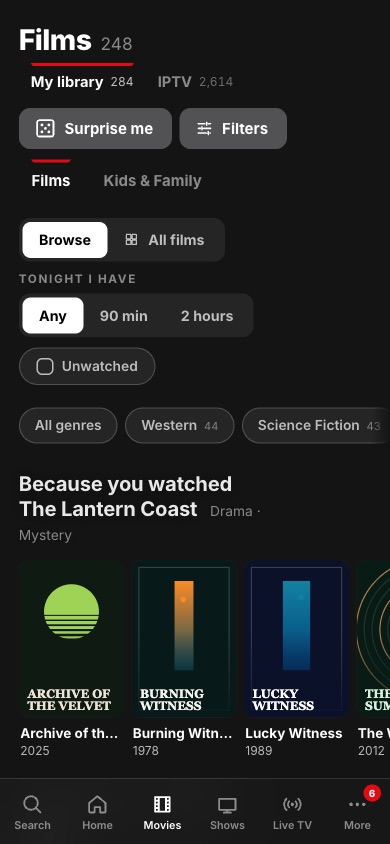 Films 248
My library 284 IPTV 2,614
Surprise me Filters
Films Kids & Family
Browse All films
TONIGHT I HAVE
Any 90 min 2 hours
Unwatched
All genres Western 44 Science Fiction 43
Because you watched
The Lantern Coast Drama ·
Mystery
ARCHIVE OF
THE VELVET
BURNING
WITNESS
LUCKY
WITNESS
THE
SUM
Archive of th… Burning Witn… Lucky Witness The W
2025 1978 1989 2012
6
Search Home Movies Shows Live TV More